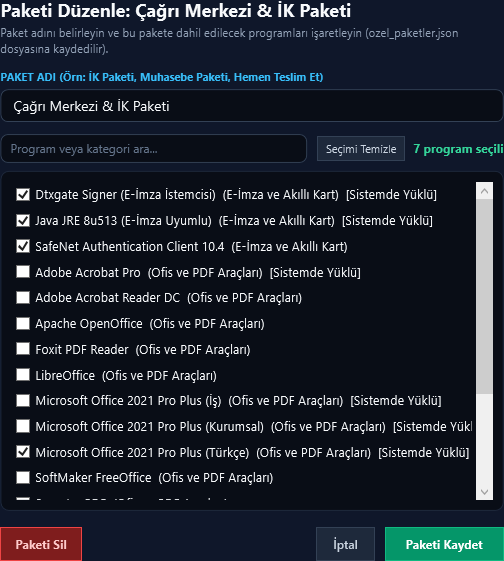 Paketi Düzenle: Çağrı Merkezi & İK Paketi
Paket adını belirleyin ve bu pakete dahil edilecek programları işaretleyin (ozel_paketler.json
dosyasına kaydedilir).
PAKET ADI (Örn: İK Paketi, Muhasebe Paketi, Hemen Teslim Et)
Çağrı Merkezi & İK Paketi
Program veya kategori ara...
Seçimi Temizle
7 program seçili
Dtxgate Signer (E-İmza İstemcisi) (E-İmza ve Akıllı Kart) [Sistemde Yüklü]
Java JRE 8u513 (E-İmza Uyumlu) (E-İmza ve Akıllı Kart) [Sistemde Yüklü]
SafeNet Authentication Client 10.4 (E-İmza ve Akıllı Kart)
Adobe Acrobat Pro (Ofis ve PDF Araçları) [Sistemde Yüklü]
Adobe Acrobat Reader DC (Ofis ve PDF Araçları)
Apache OpenOffice (Ofis ve PDF Araçları)
Foxit PDF Reader (Ofis ve PDF Araçları)
LibreOffice (Ofis ve PDF Araçları)
Microsoft Office 2021 Pro Plus (İş) (Ofis ve PDF Araçları) [Sistemde Yüklü]
Microsoft Office 2021 Pro Plus (Kurumsal) (Ofis ve PDF Araçları) [Sistemde Yükl
Microsoft Office 2021 Pro Plus (Türkçe) (Ofis ve PDF Araçları) [Sistemde Yüklü]
SoftMaker FreeOffice (Ofis ve PDF Araçları)
Paketi Sil
İptal
Paketi Kaydet